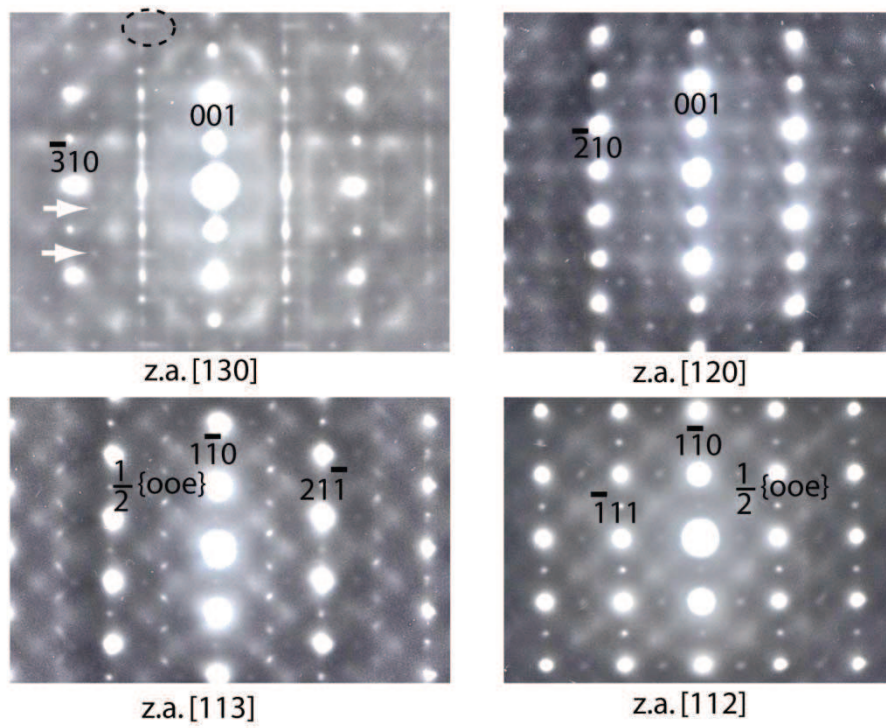 001
3̅10
z.a. [130]
001
2̅10
z.a. [120]
11̅0
1/2 {ooe}
211̅
z.a. [113]
11̅0
1/2 {ooe}
1̅11
z.a. [112]